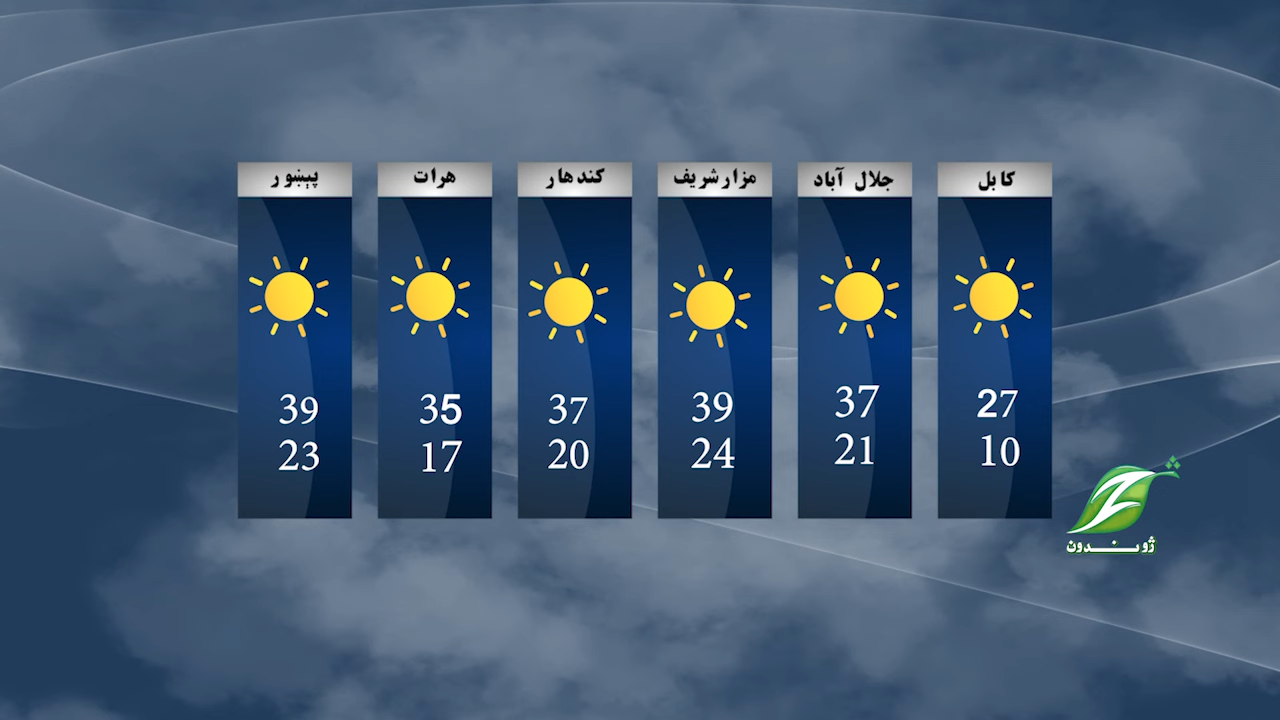 کابل
27
10
جلال آباد
37
21
مزارشریف
39
24
کندهار
37
20
هرات
35
17
پېښور
39
23
ژوندون